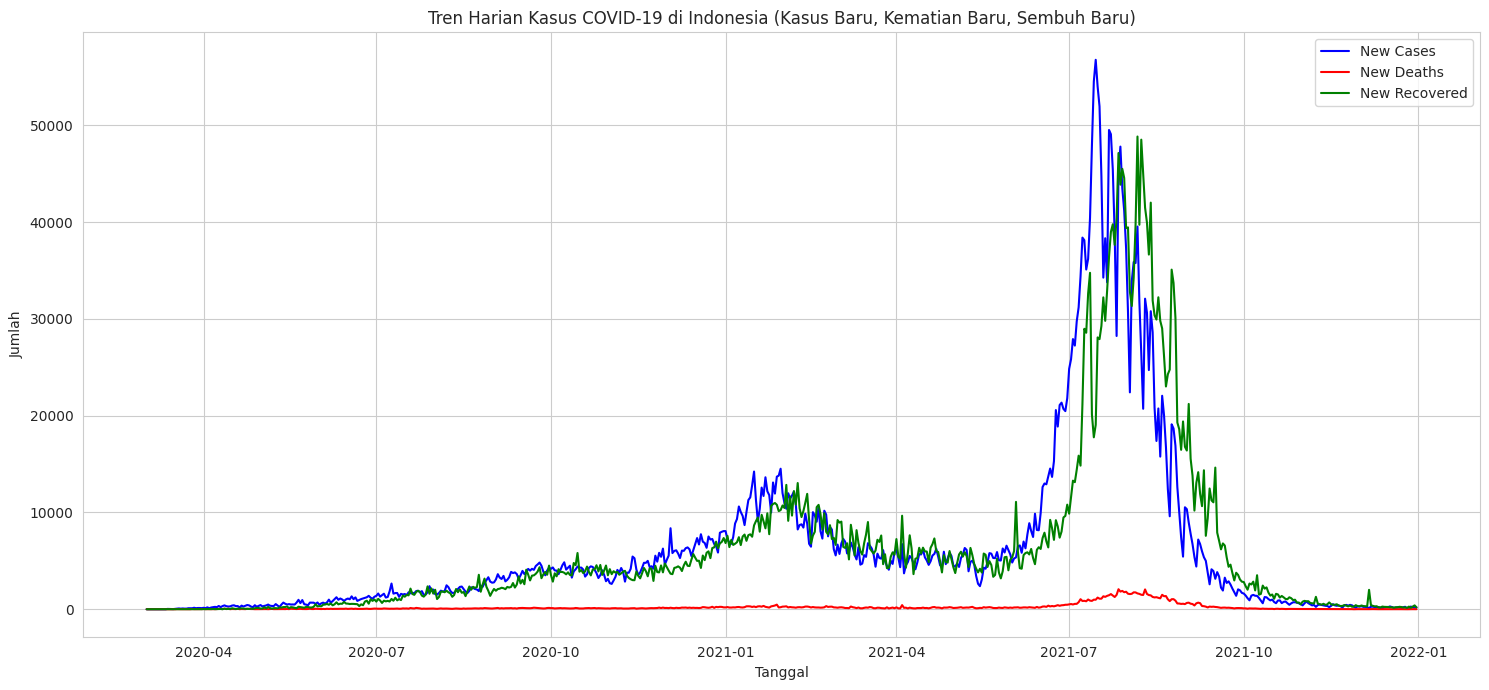 Tren Harian Kasus COVID-19 di Indonesia (Kasus Baru, Kematian Baru, Sembuh Baru)
New Cases
New Deaths
New Recovered
Jumlah
50000
40000
30000
20000
10000
0
2020-04
2020-07
2020-10
2021-01
2021-04
2021-07
2021-10
2022-01
Tanggal